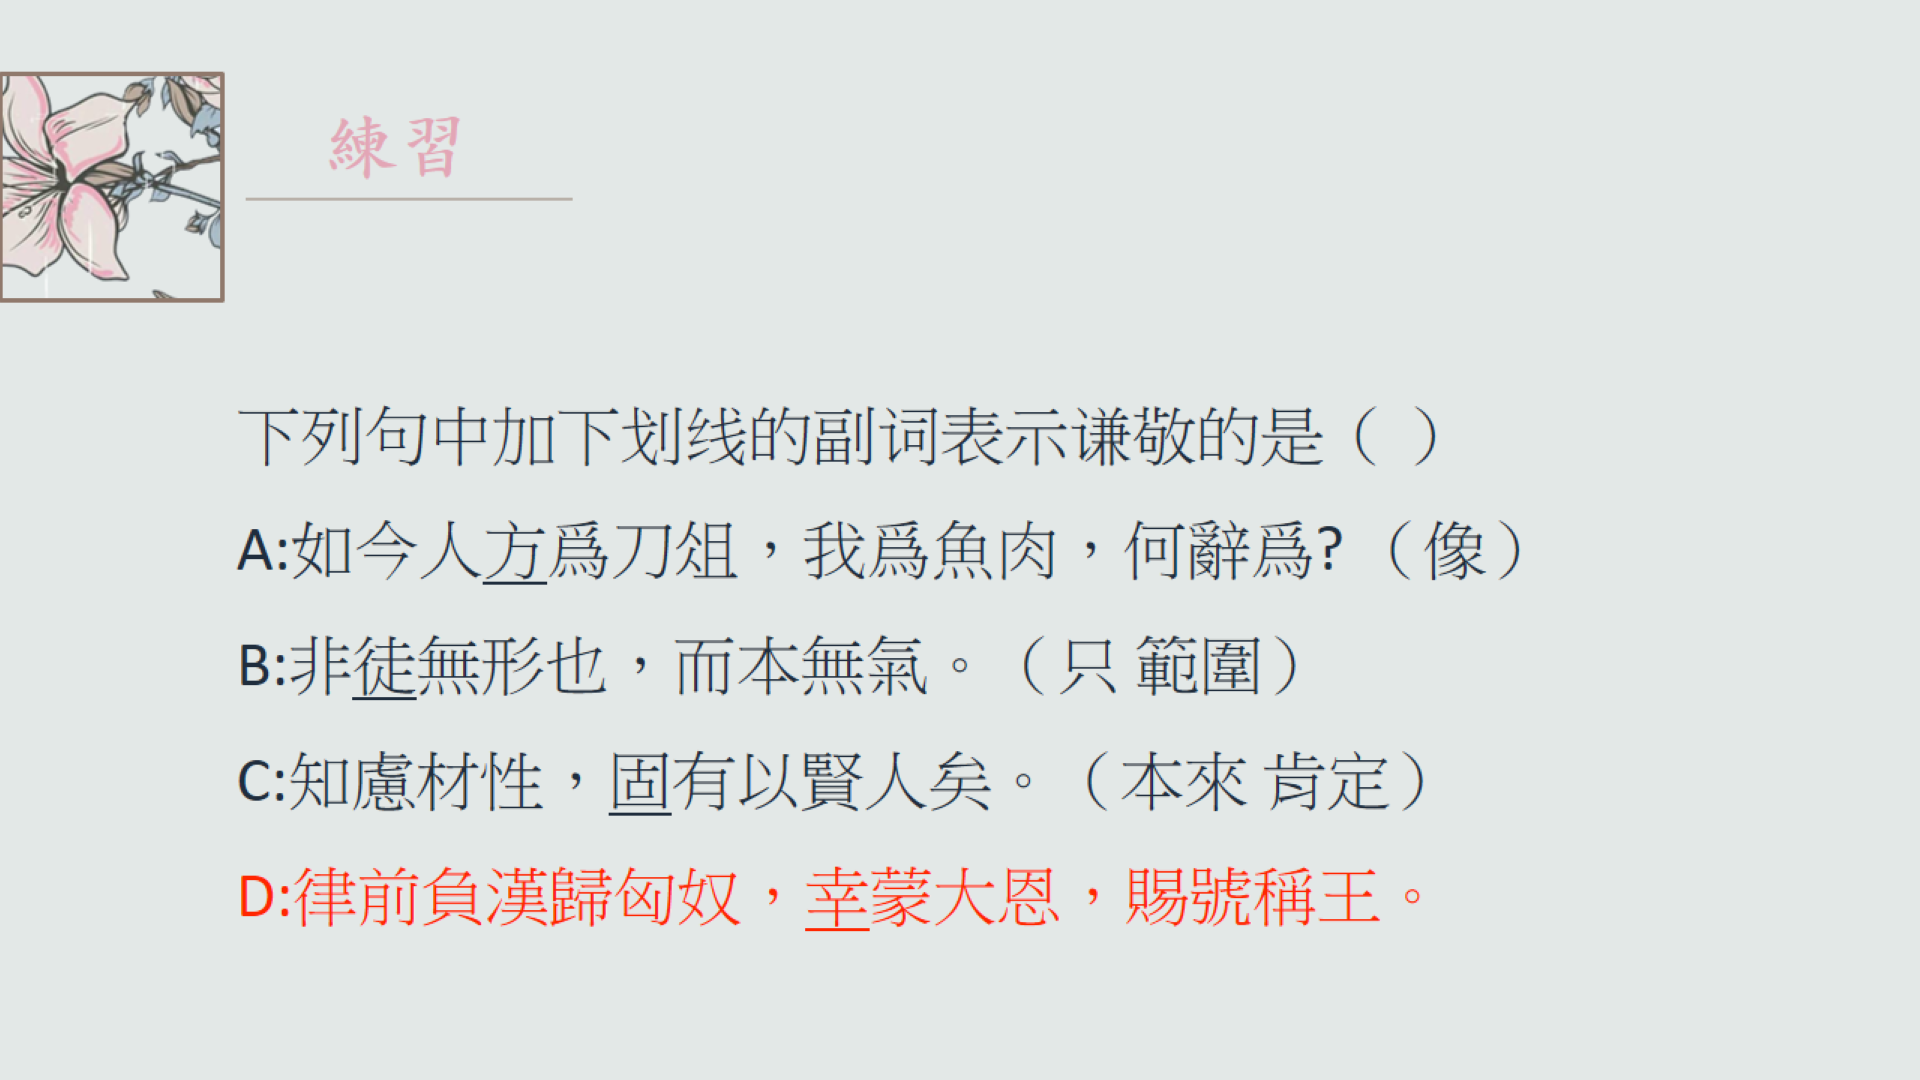 練習
下列句中加下划线的副词表示谦敬的是（ ）
A:如今人方爲刀俎，我爲魚肉，何辭爲?（像）
B:非徒無形也，而本無氣。（只 範圍）
C:知慮材性，固有以賢人矣。（本來 肯定）
D:律前負漢歸匈奴，幸蒙大恩，賜號稱王。